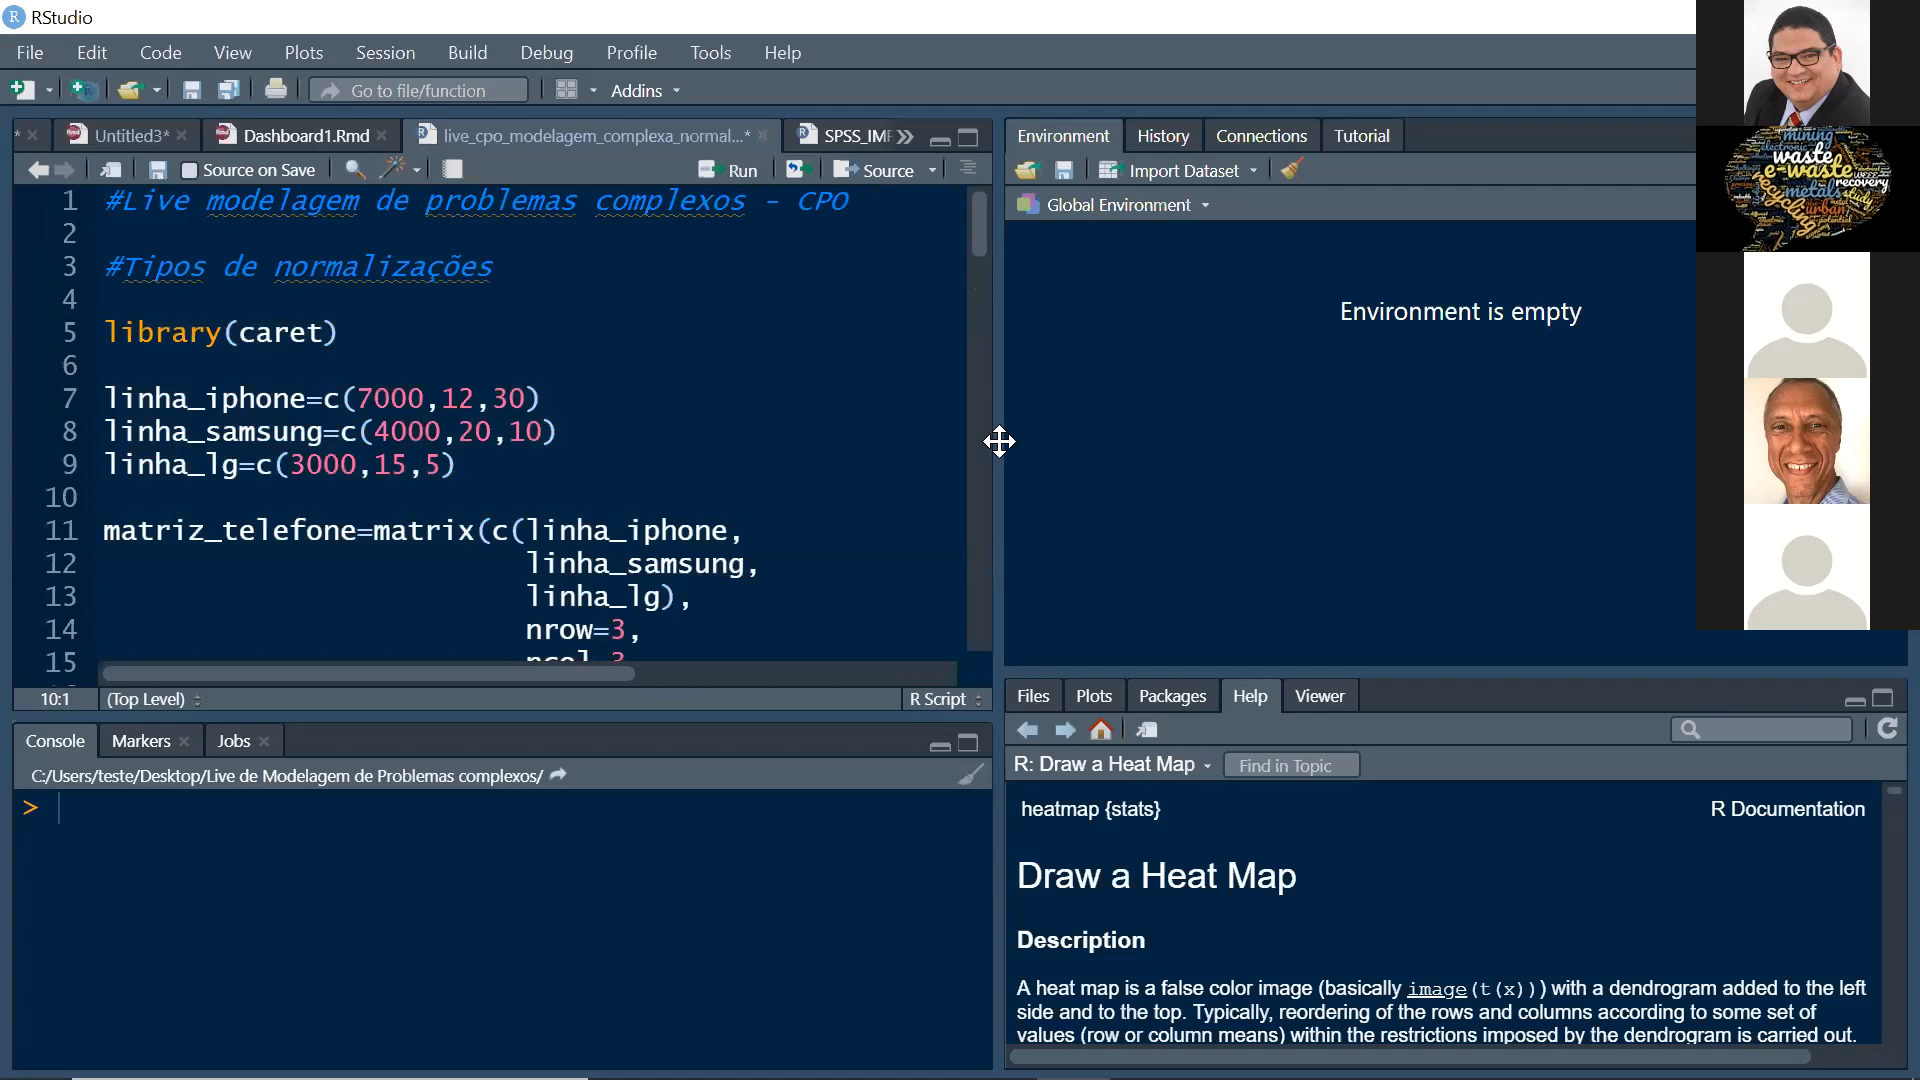 RStudio
File Edit Code View Plots Session Build Debug Profile Tools Help
Go to file/function Addins
Untitled3* Dashboard1.Rmd live_cpo_modelagem_complexa_normal...* SPSS_IMF
Source on Save Run Source
1 #Live modelagem de problemas complexos - CPO
2
3 #Tipos de normalizações
4
5 library(caret)
6
7 linha_iphone=c(7000,12,30)
8 linha_samsung=c(4000,20,10)
9 linha_lg=c(3000,15,5)
10
11 matriz_telefone=matrix(c(linha_iphone,
12 linha_samsung,
13 linha_lg),
14 nrow=3,
15 ncol=3
10:1 (Top Level) R Script
Console Markers Jobs
C:/Users/teste/Desktop/Live de Modelagem de Problemas complexos/
>
Environment History Connections Tutorial
Import Dataset
Global Environment
Environment is empty
mining
waste
e-waste
recovery
metals
study
recycling
urban
Files Plots Packages Help Viewer
R: Draw a Heat Map Find in Topic
heatmap {stats} R Documentation
Draw a Heat Map
Description
A heat map is a false color image (basically image(t(x))) with a dendrogram added to the left
side and to the top. Typically, reordering of the rows and columns according to some set of
values (row or column means) within the restrictions imposed by the dendrogram is carried out.